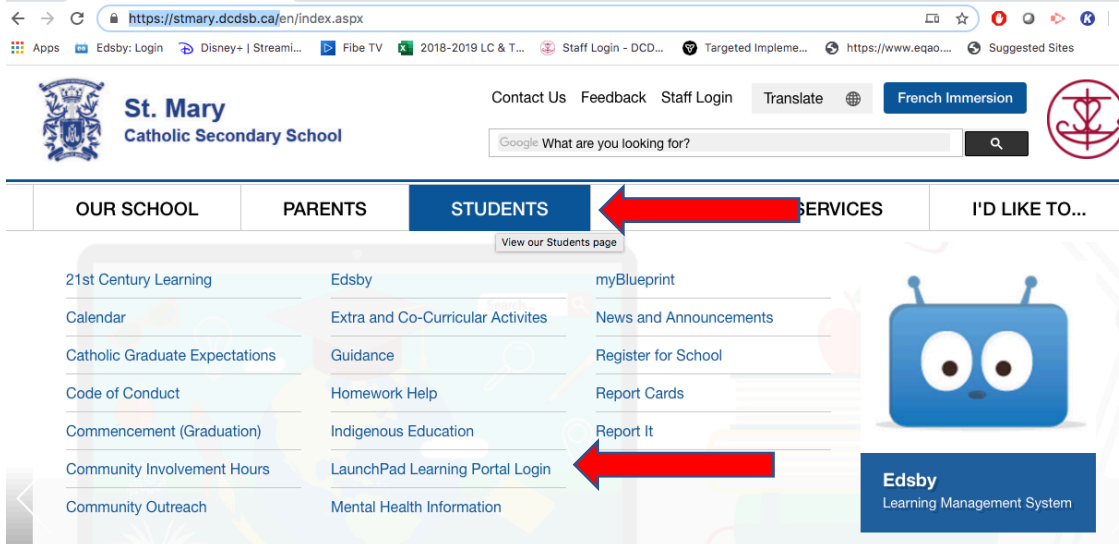 https://stmary.dcdsb.ca/en/index.aspx
Apps Edsby: Login Disney+ | Streami... Fibe TV 2018-2019 LC & T... Staff Login - DCD... Targeted Impleme... https://www.eqao.... Suggested Sites
St. Mary
Catholic Secondary School
Contact Us Feedback Staff Login Translate French Immersion
Google What are you looking for?
OUR SCHOOL PARENTS STUDENTS SERVICES I'D LIKE TO...
View our Students page
21st Century Learning Edsby myBlueprint
Search...
Calendar Extra and Co-Curricular Activites News and Announcements
Catholic Graduate Expectations Guidance Register for School
Code of Conduct Homework Help Report Cards
Commencement (Graduation) Indigenous Education Report It
Community Involvement Hours LaunchPad Learning Portal Login
Community Outreach Mental Health Information
Edsby
Learning Management System